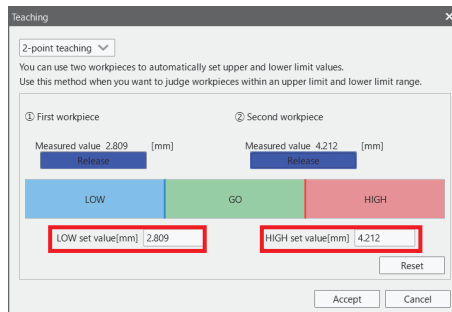 Teaching
2-point teaching
You can use two workpieces to automatically set upper and lower limit values.
Use this method when you want to judge workpieces within an upper limit and lower limit range.
① First workpiece ② Second workpiece
Measured value 2.809 [mm] Measured value 4.212 [mm]
Release Release
LOW GO HIGH
LOW set value[mm] 2.809 HIGH set value[mm] 4.212
Reset
Accept Cancel